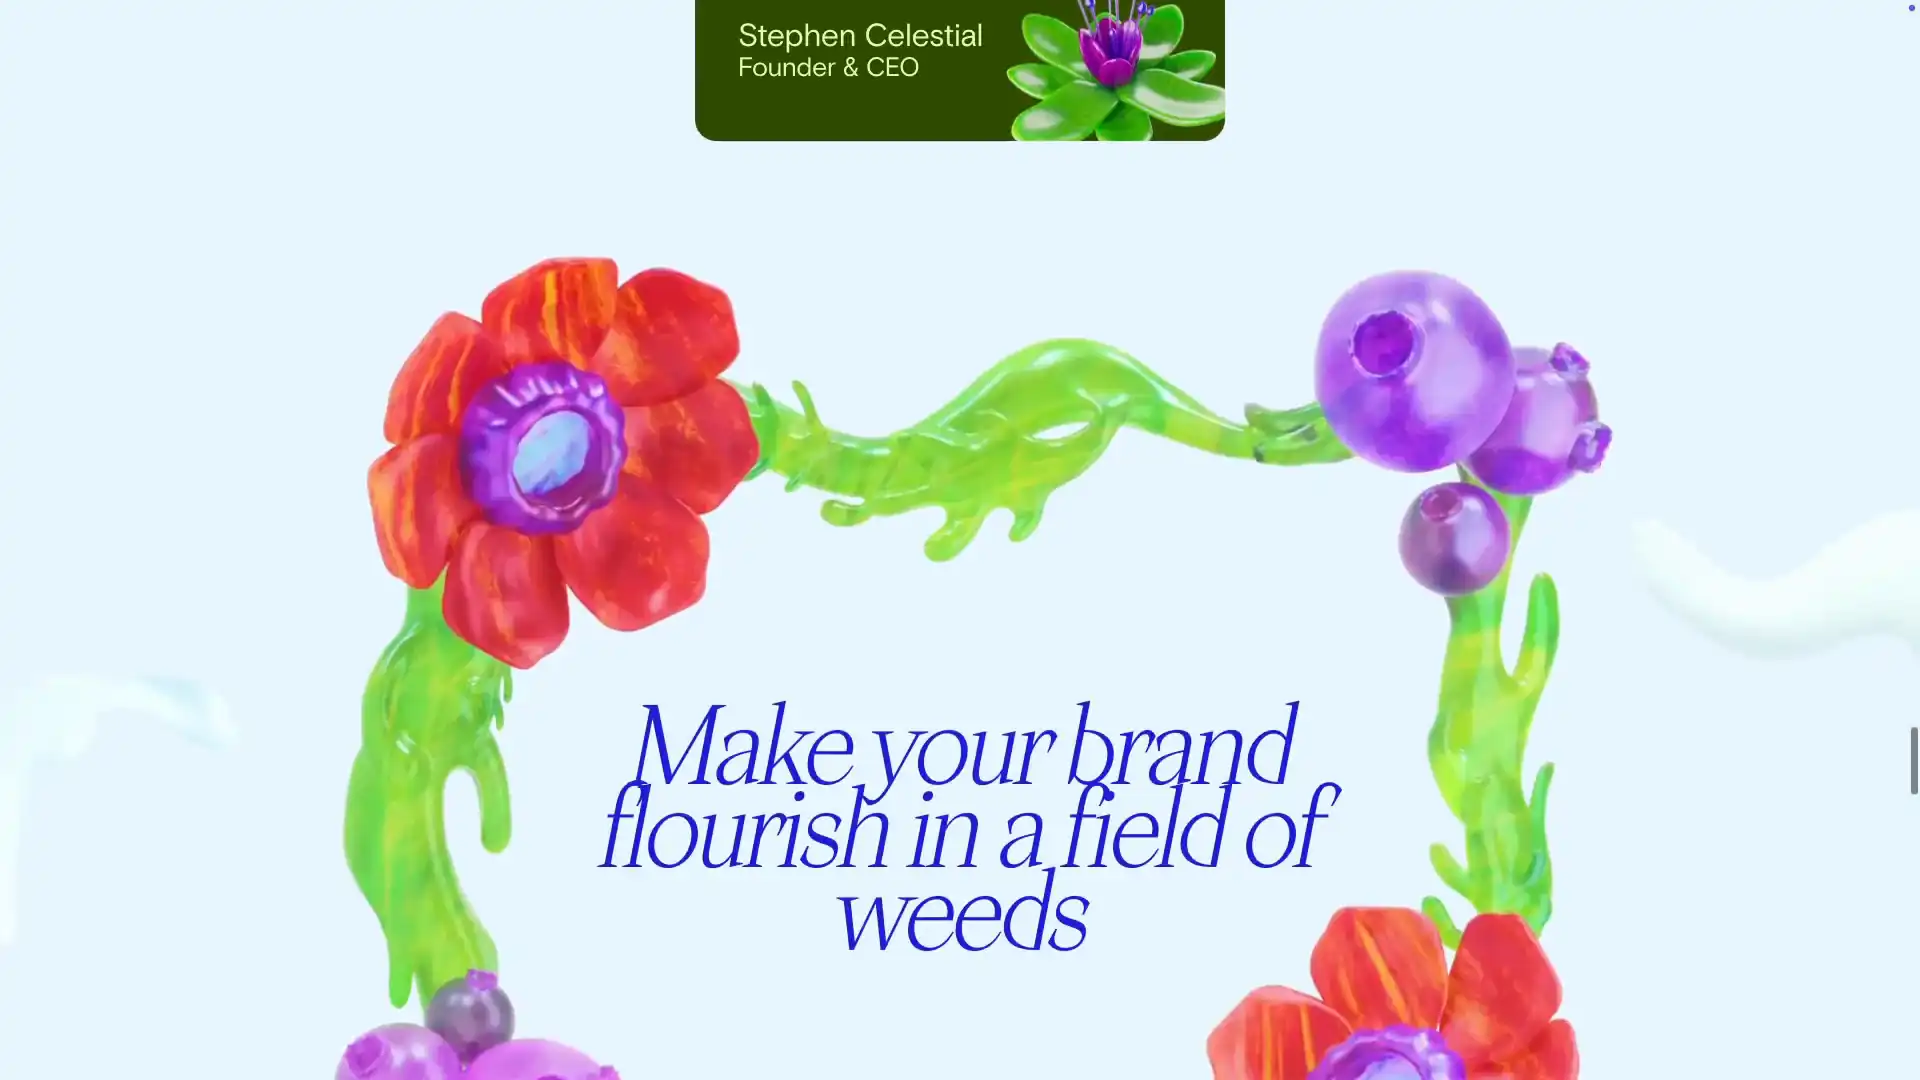 Stephen Celestial
Founder & CEO
Make your brand
flourish in a field of
weeds